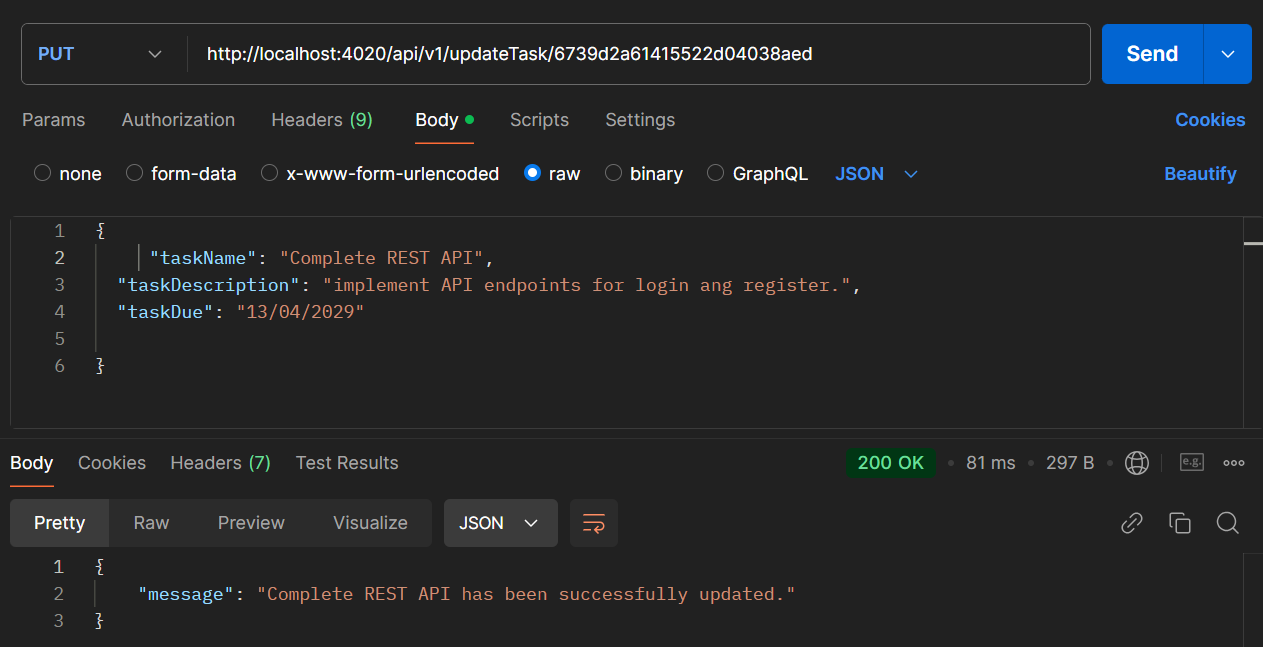 PUT http://localhost:4020/api/v1/updateTask/6739d2a61415522d04038aed Send
Params Authorization Headers (9) Body Scripts Settings Cookies
none form-data x-www-form-urlencoded raw binary GraphQL JSON Beautify
1 {
2 "taskName": "Complete REST API",
3 "taskDescription": "implement API endpoints for login ang register.",
4 "taskDue": "13/04/2029"
5
6 }
Body Cookies Headers (7) Test Results 200 OK • 81 ms • 297 B • e.g.
Pretty Raw Preview Visualize JSON
1 {
2 "message": "Complete REST API has been successfully updated."
3 }